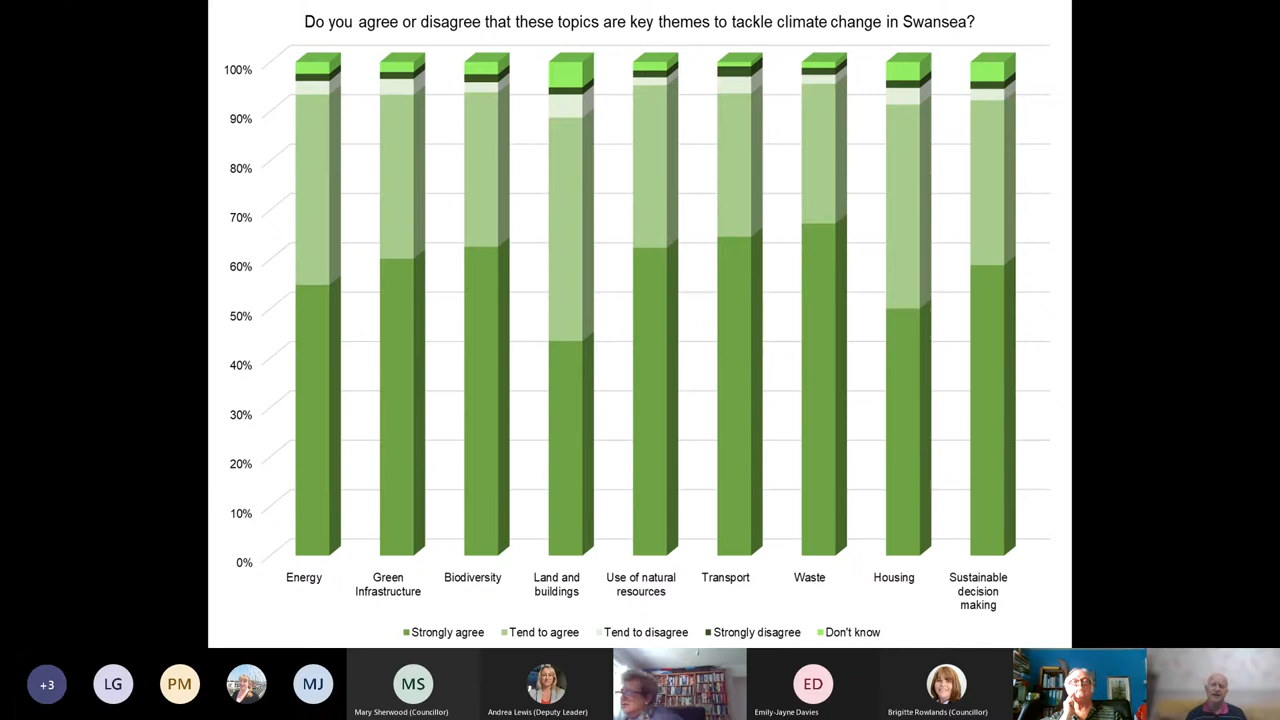 Do you agree or disagree that these topics are key themes to tackle climate change in Swansea?
100%
90%
80%
70%
60%
50%
40%
30%
20%
10%
0%
Energy
Green
Infrastructure
Biodiversity
Land and
buildings
Use of natural
resources
Transport
Waste
Housing
Sustainable
decision
making
Strongly agree
Tend to agree
Tend to disagree
Strongly disagree
Don't know
+3
LG
PM
MJ
MS
Mary Sherwood (Councillor)
Andrea Lewis (Deputy Leader)
ED
Emily-Jayne Davies
Brigitte Rowlands (Councillor)